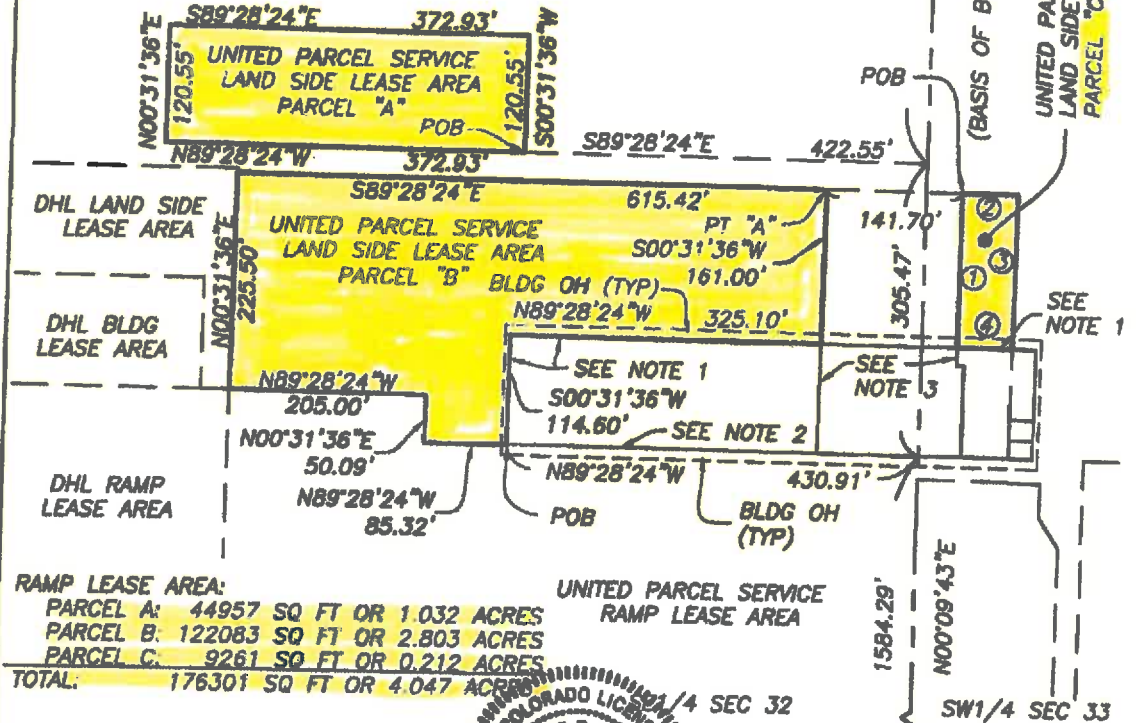 S89°28'24"E 372.93'
N00°31'36"E
120.55'
UNITED PARCEL SERVICE
LAND SIDE LEASE AREA
PARCEL "A"
POB
120.55'
S00°31'36"W
N89°28'24"W 372.93'
S89°28'24"E 422.55'
POB
(BASIS OF B
UNITED PA
LAND SIDE
PARCEL "C
DHL LAND SIDE
LEASE AREA
S89°28'24"E 615.42'
N00°31'36"E
225.50'
UNITED PARCEL SERVICE
LAND SIDE LEASE AREA
PARCEL "B"
PT "A"
S00°31'36"W
161.00'
141.70'
305.47'
2
3
1
4
BLDG OH (TYP)
N89°28'24"W 325.10'
SEE
NOTE 1
DHL BLDG
LEASE AREA
SEE NOTE 1
S00°31'36"W
114.60'
SEE
NOTE 3
SEE NOTE 2
N89°28'24"W
205.00'
N00°31'36"E
50.09'
N89°28'24"W 430.91'
N89°28'24"W
85.32'
POB
BLDG OH
(TYP)
DHL RAMP
LEASE AREA
UNITED PARCEL SERVICE
RAMP LEASE AREA
1584.29'
N00°09'43"E
RAMP LEASE AREA:
PARCEL A: 44957 SQ FT OR 1.032 ACRES
PARCEL B: 122083 SQ FT OR 2.803 ACRES
PARCEL C: 9261 SQ FT OR 0.212 ACRES
TOTAL: 176301 SQ FT OR 4.047 ACRES
COLORADO LICEN
1/4 SEC 32
SW1/4 SEC 33